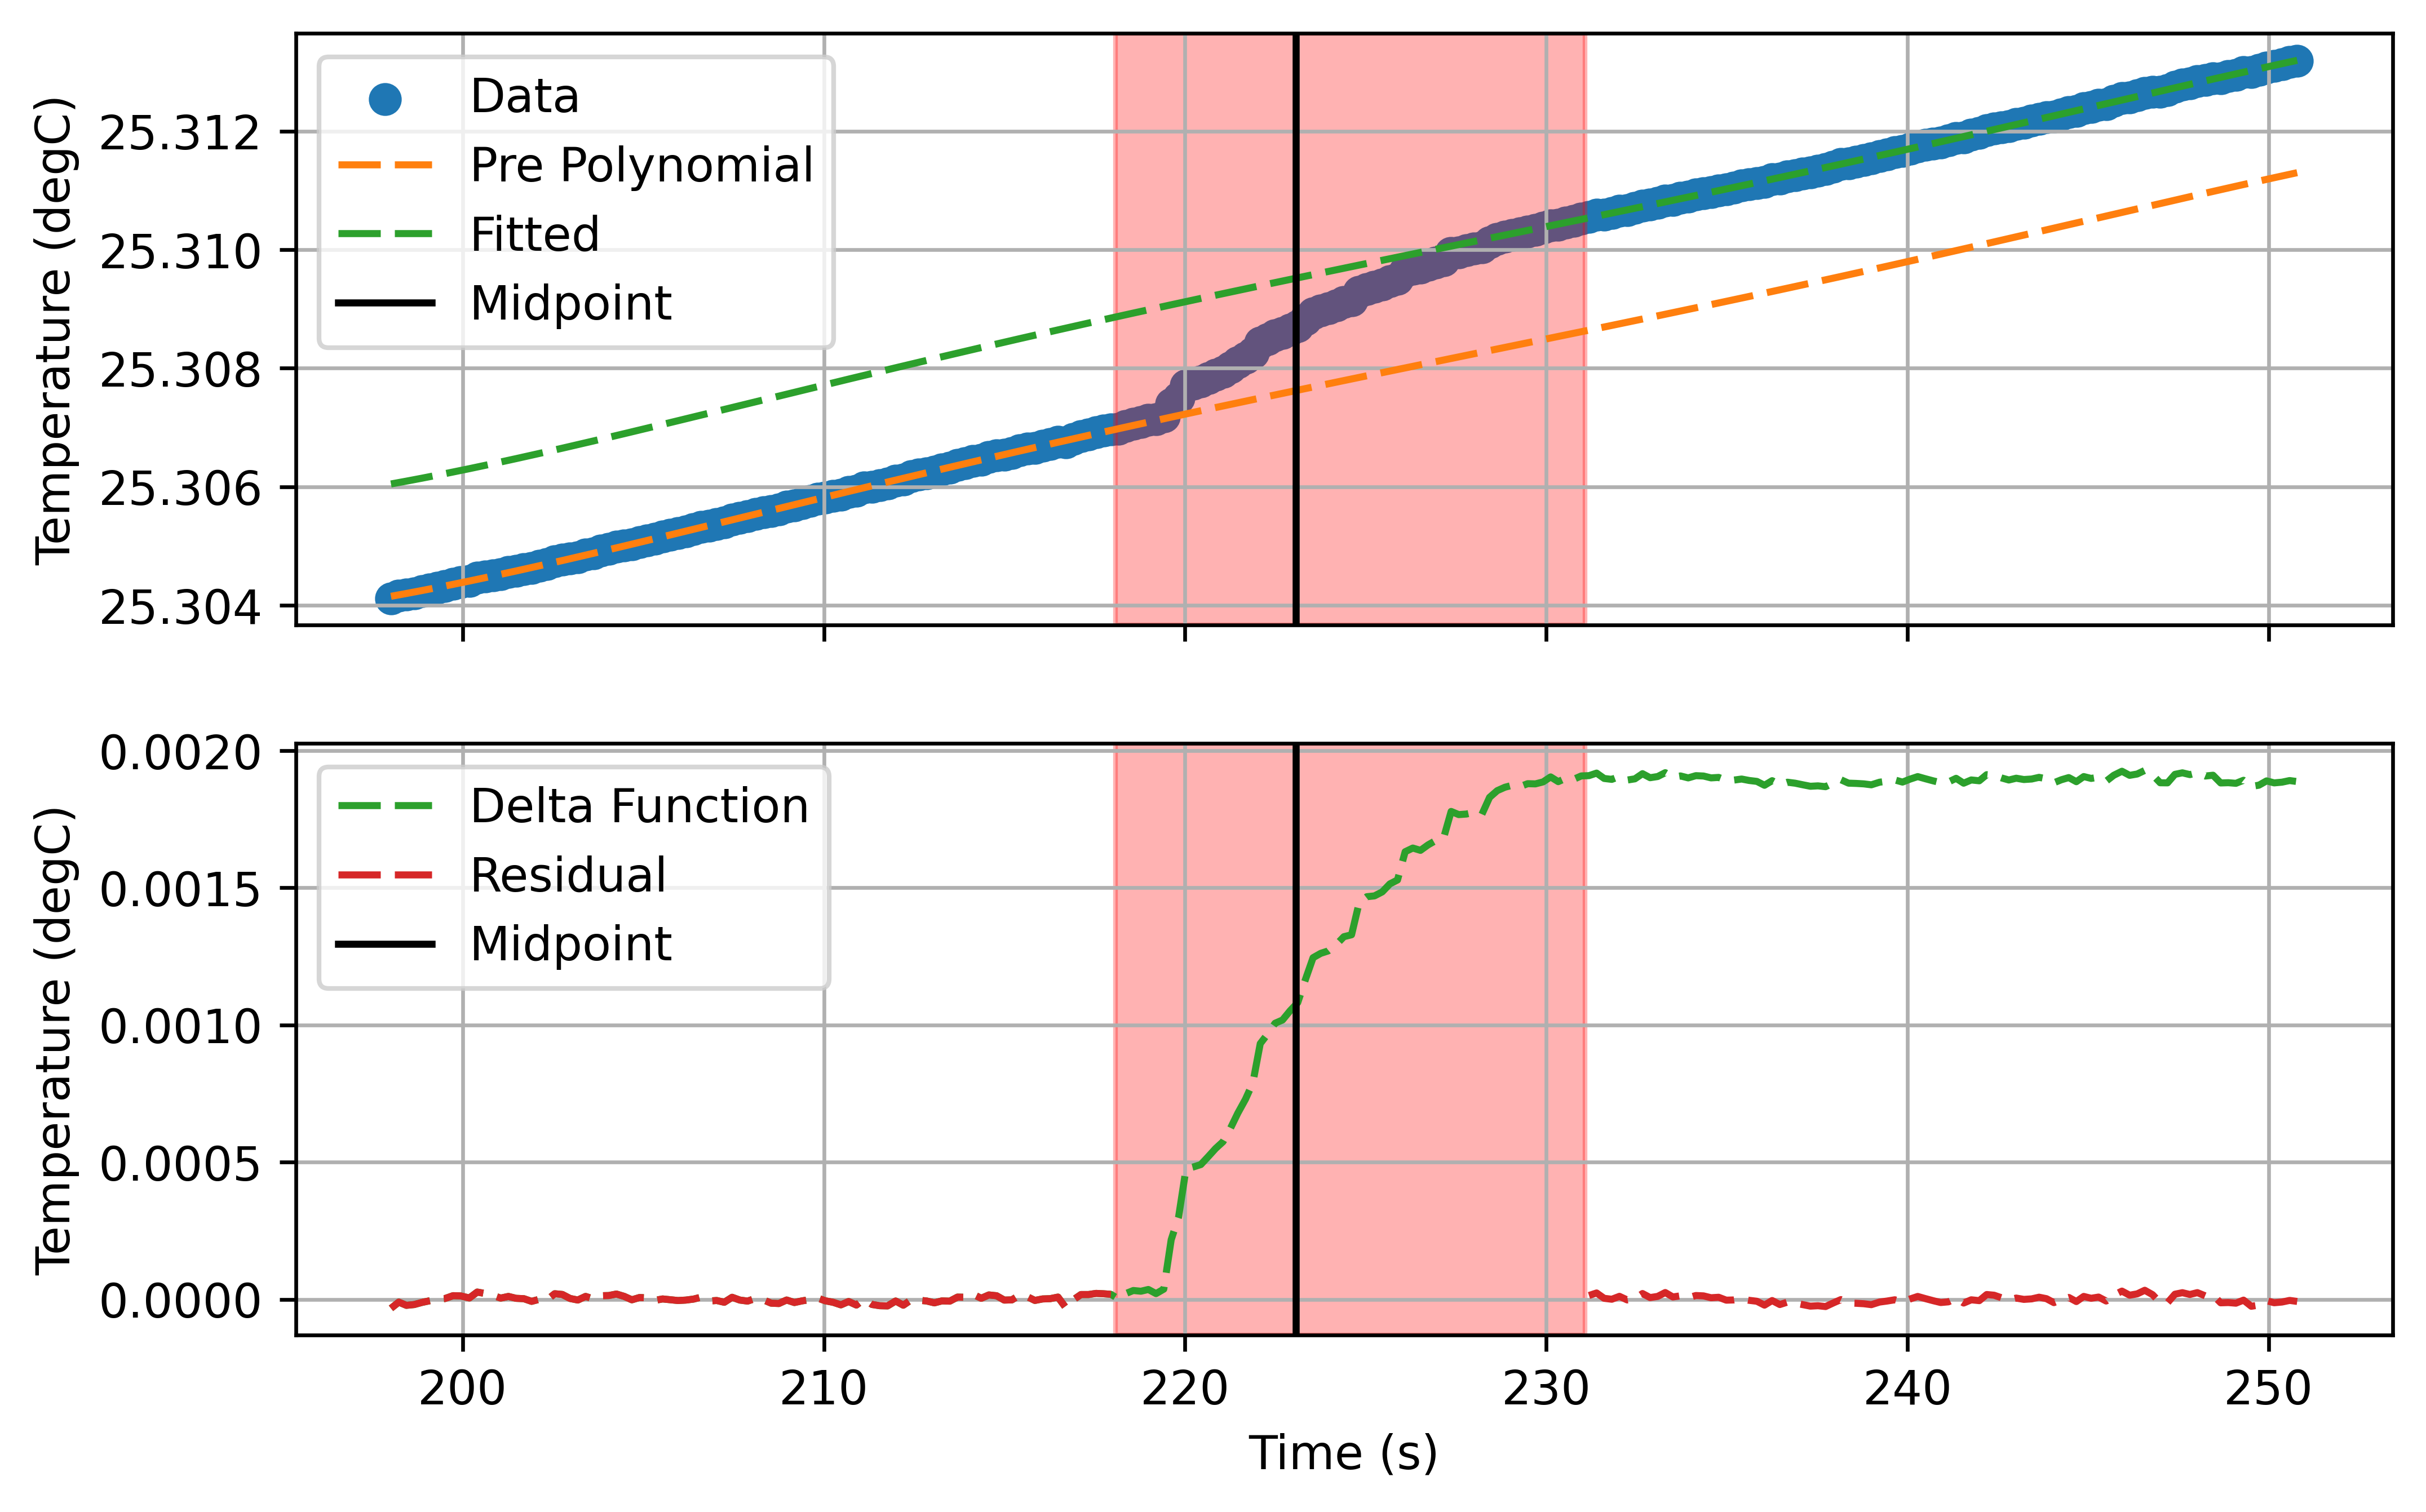 Temperature (degC)
25.312
25.310
25.308
25.306
25.304
Data
Pre Polynomial
Fitted
Midpoint
Temperature (degC)
0.0020
0.0015
0.0010
0.0005
0.0000
Delta Function
Residual
Midpoint
200 210 220 230 240 250
Time (s)